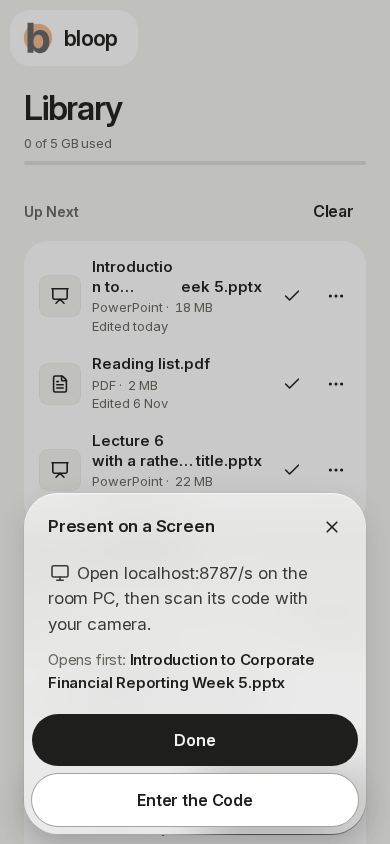 bloop
Library
0 of 5 GB used
Up Next
Clear
Introductio
n to… eek 5.pptx
PowerPoint · 18 MB
Edited today
Reading list.pdf
PDF · 2 MB
Edited 6 Nov
Lecture 6
with a rathe… title.pptx
PowerPoint · 22 MB
Present on a Screen
Open localhost:8787/s on the
room PC, then scan its code with
your camera.
Opens first: Introduction to Corporate
Financial Reporting Week 5.pptx
Done
Enter the Code